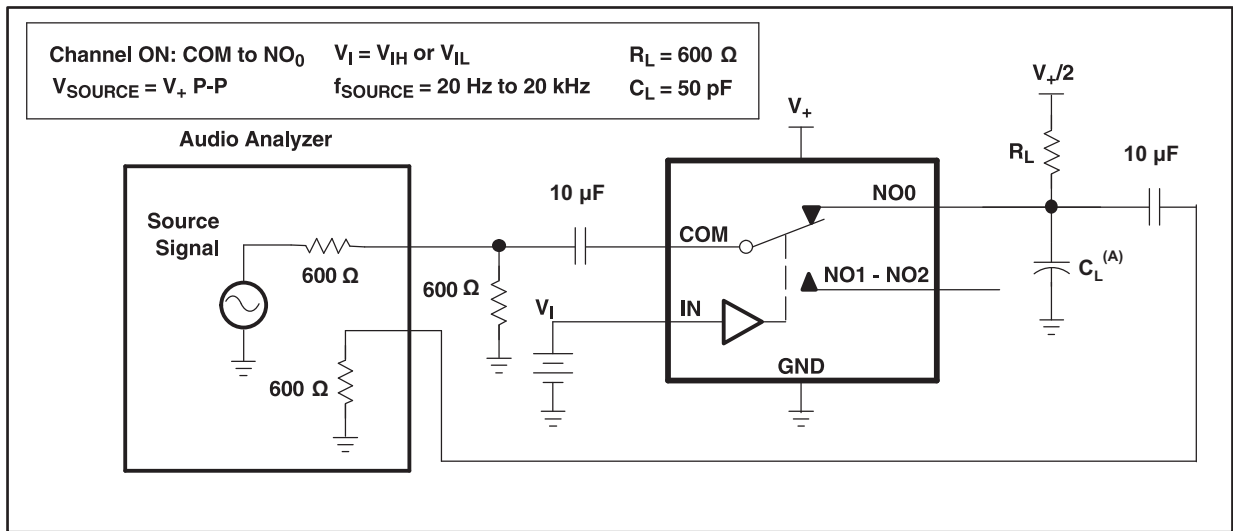 Channel ON: COM to NO0 VI = VIH or VIL RL = 600 Ω
VSOURCE = V+ P-P fSOURCE = 20 Hz to 20 kHz CL = 50 pF
Audio Analyzer
Source
Signal
600 Ω
600 Ω
600 Ω
10 µF
VI
V+
COM
IN
NO0
NO1 - NO2
GND
V+/2
RL
10 µF
CL(A)